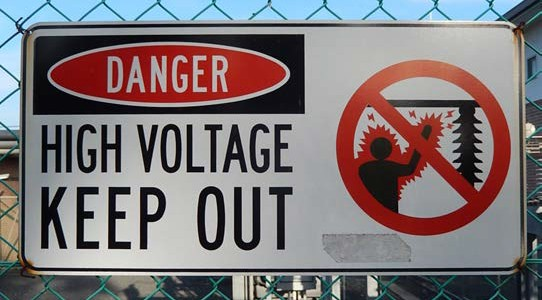 DANGER
HIGH VOLTAGE
KEEP OUT